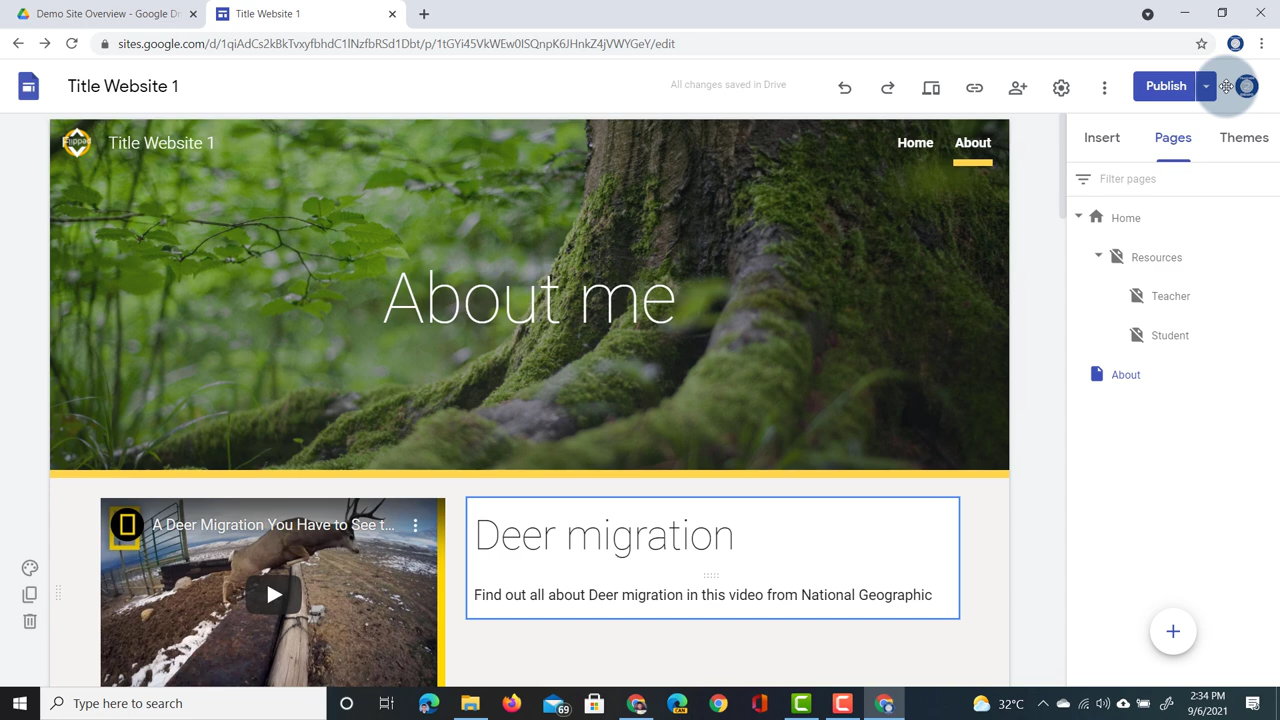 Demo Site Overview - Google Dr
Title Website 1
sites.google.com/d/1qiAdCs2kBkTvxyfbhdC1lNzfbRSd1Dbt/p/1tGYi45VkWEw0ISQnpK6JHnkZ4jVWYGeY/edit
Title Website 1
All changes saved in Drive
Publish
Flipped
Title Website 1
Home
About
Insert
Pages
Themes
Filter pages
Home
Resources
Teacher
Student
About
About me
A Deer Migration You Have to See t...
Deer migration
Find out all about Deer migration in this video from National Geographic
Type here to search
69
CAN
32°C
2:34 PM
9/6/2021